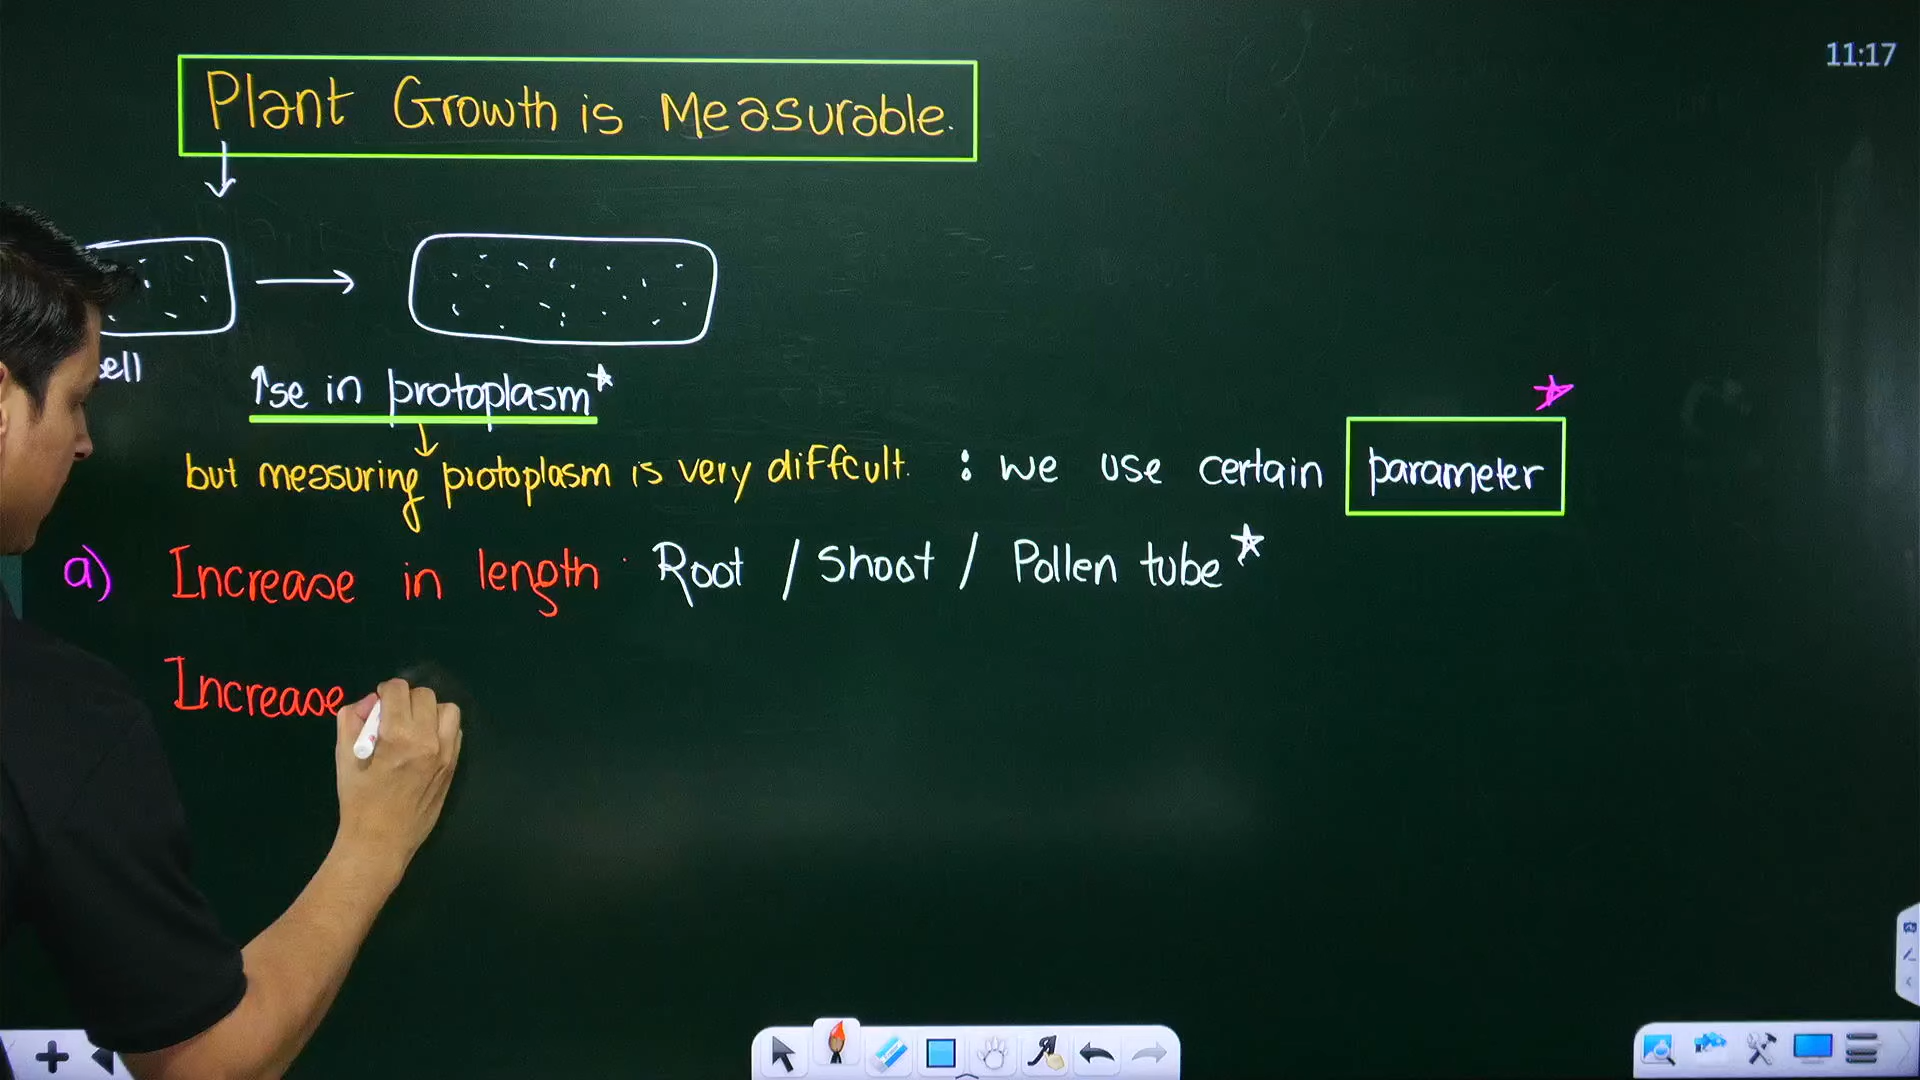 11:17
Plant Growth is Measurable.
ell
↑se in protoplasm
but measuring protoplasm is very diffcult. : we use certain parameter
a) Increase in length. Root / Shoot / Pollen tube
Increase